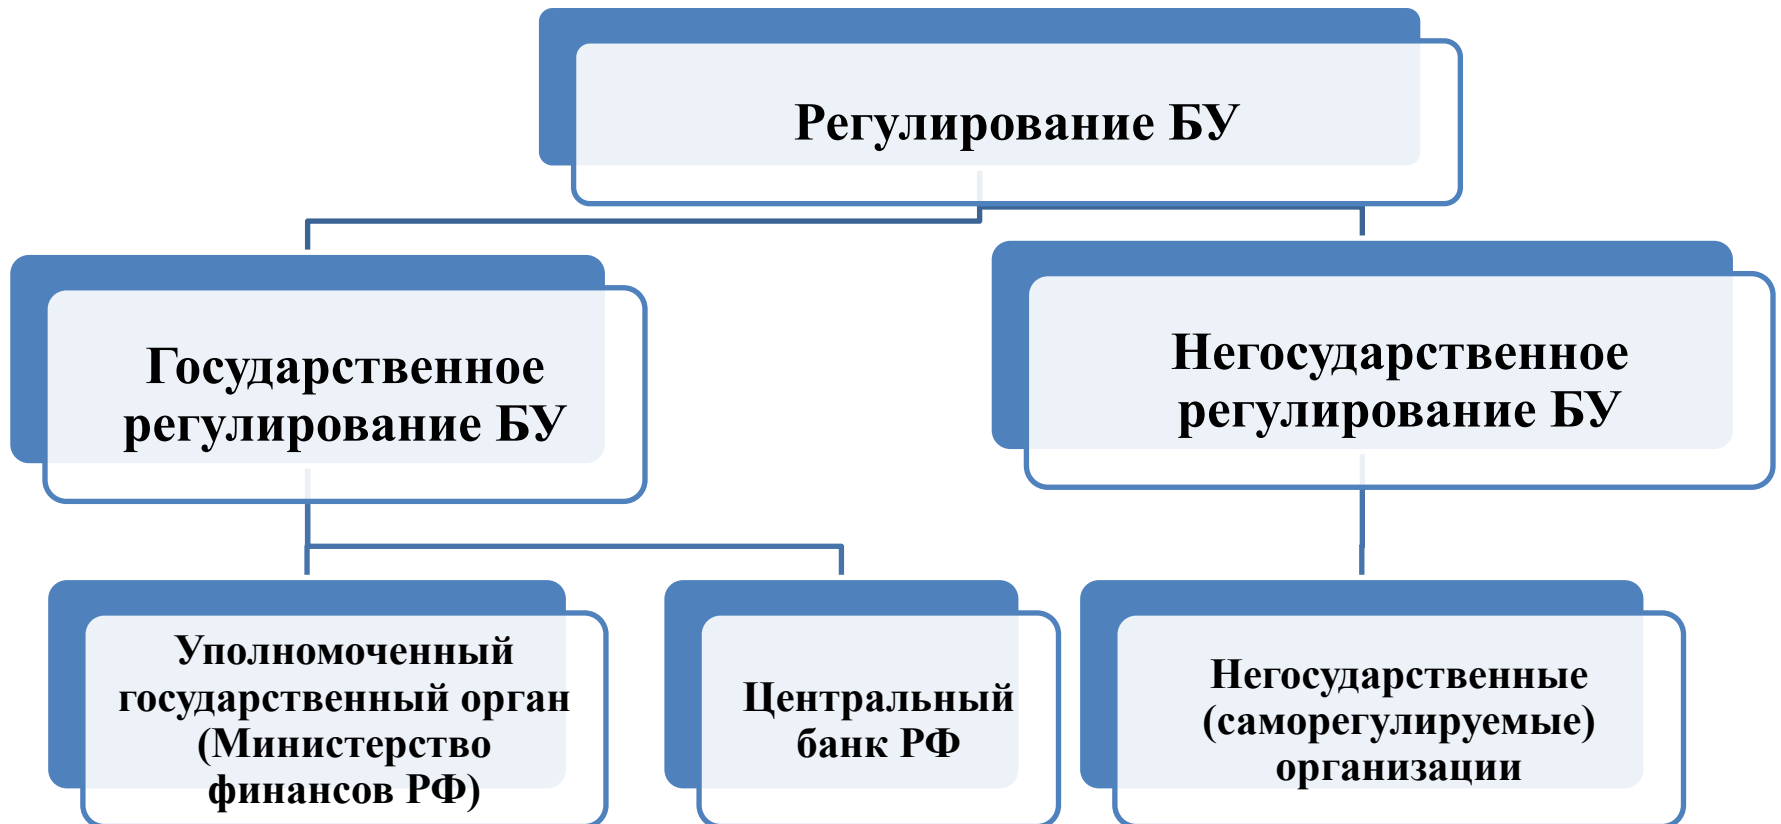 Регулирование БУ
Государственное
регулирование БУ
Негосударственное
регулирование БУ
Уполномоченный
государственный орган
(Министерство
финансов РФ)
Центральный
банк РФ
Негосударственные
(саморегулируемые)
организации